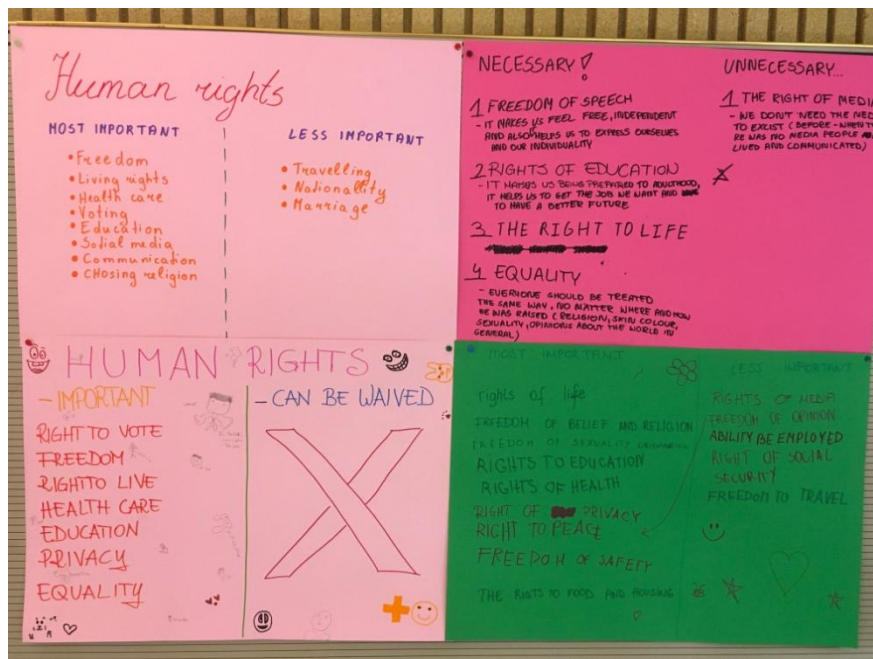 Human rights
MOST IMPORTANT
• Freedom
• Living rights
• Health care
• Voting
• Education
• Social media
• Communication
• CHosing religion
LESS IMPORTANT
• Travelling
• Nationallity
• Marriage
NECESSARY!
1 FREEDOM OF SPEECH
- IT MAKES US FEEL FREE, INDEPENDENT
AND ALSO HELPS US TO EXPRESS OURSELVES
AND OUR INDIVIDUALITY
2 RIGHTS OF EDUCATION
- IT MAKES US BEING PREPARED TO ADULTHOOD,
IT HELPS US TO GET THE JOB WE WANT AND
TO HAVE A BETTER FUTURE
3 THE RIGHT TO LIFE
4 EQUALITY
- EVERYONE SHOULD BE TREATED
THE SAME WAY, NO MATTER WHERE AND HOW
HE WAS RAISED (RELIGION, SKIN COLOUR,
SEXUALITY, OPINIONS ABOUT THE WORLD IN
GENERAL)
UNNECESSARY...
1 THE RIGHT OF MEDIA
- WE DON'T NEED THE
TO EXCIST (BEFORE - WHEN
RE WAS NO MEDIA PEOPLE
LIVED AND COMMUNICATED)
HUMAN RIGHTS
- IMPORTANT
RIGHT TO VOTE
FREEDOM
RIGHT TO LIVE
HEALTH CARE
EDUCATION
PRIVACY
EQUALITY
- CAN BE WAIVED
MOST IMPORTANT
rights of life
FREEDOM OF BELIEF AND RELIGION
FREEDOM OF SEXUALITY
RIGHTS TO EDUCATION
RIGHTS OF HEALTH
RIGHT OF PRIVACY
RIGHT TO PEACE
FREEDOM OF SAFETY
THE RIGTS TO FOOD AND HOUSING
LESS IMPORTANT
RIGHTS OF MEDIA
FREEDOM OF OPINION
ABILITY BE EMPLOYED
RIGHT OF SOCIAL
SECURITY
FREEDOM TO TRAVEL